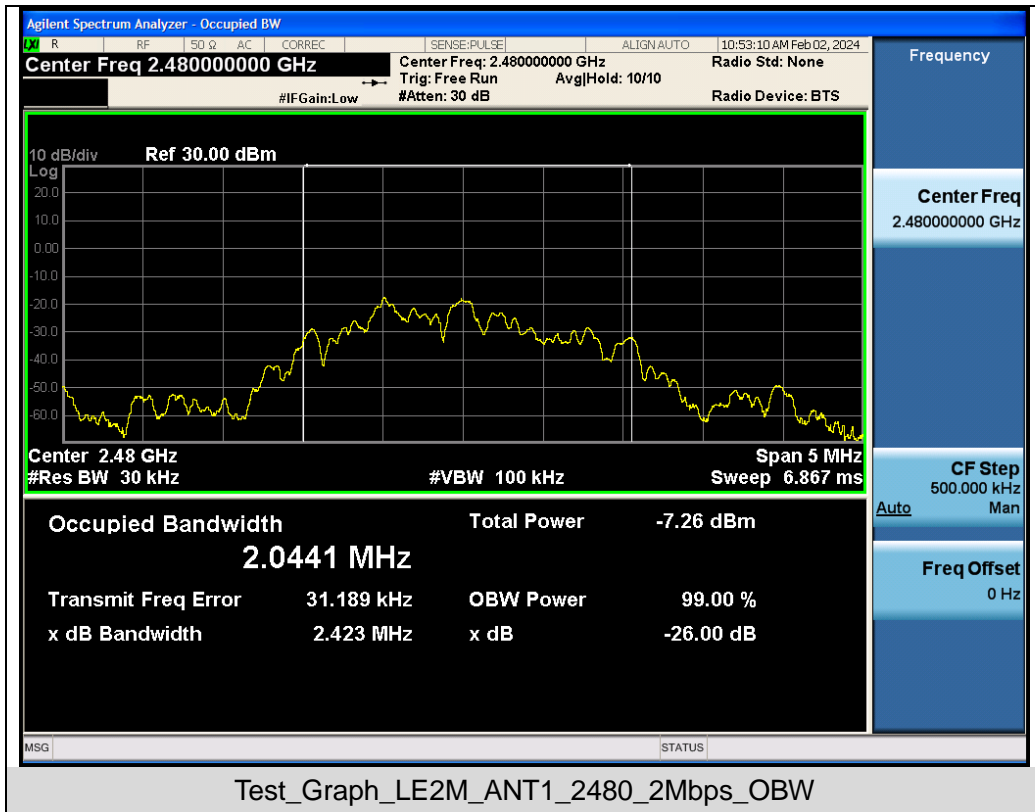 Agilent Spectrum Analyzer - Occupied BW
LXI R RF 50 Ω AC CORREC SENSE:PULSE ALIGN AUTO 10:53:10 AM Feb 02, 2024
Center Freq 2.480000000 GHz
Center Freq: 2.480000000 GHz
Radio Std: None
Trig: Free Run Avg|Hold: 10/10
#IFGain:Low
#Atten: 30 dB
Radio Device: BTS
10 dB/div Ref 30.00 dBm
Log
20.0
10.0
0.00
-10.0
-20.0
-30.0
-40.0
-50.0
-60.0
Center 2.48 GHz Span 5 MHz
#Res BW 30 kHz #VBW 100 kHz Sweep 6.867 ms
Occupied Bandwidth Total Power -7.26 dBm
2.0441 MHz
Transmit Freq Error 31.189 kHz OBW Power 99.00 %
x dB Bandwidth 2.423 MHz x dB -26.00 dB
MSG STATUS
Frequency
Center Freq
2.480000000 GHz
CF Step
500.000 kHz
Auto Man
Freq Offset
0 Hz
Test_Graph_LE2M_ANT1_2480_2Mbps_OBW